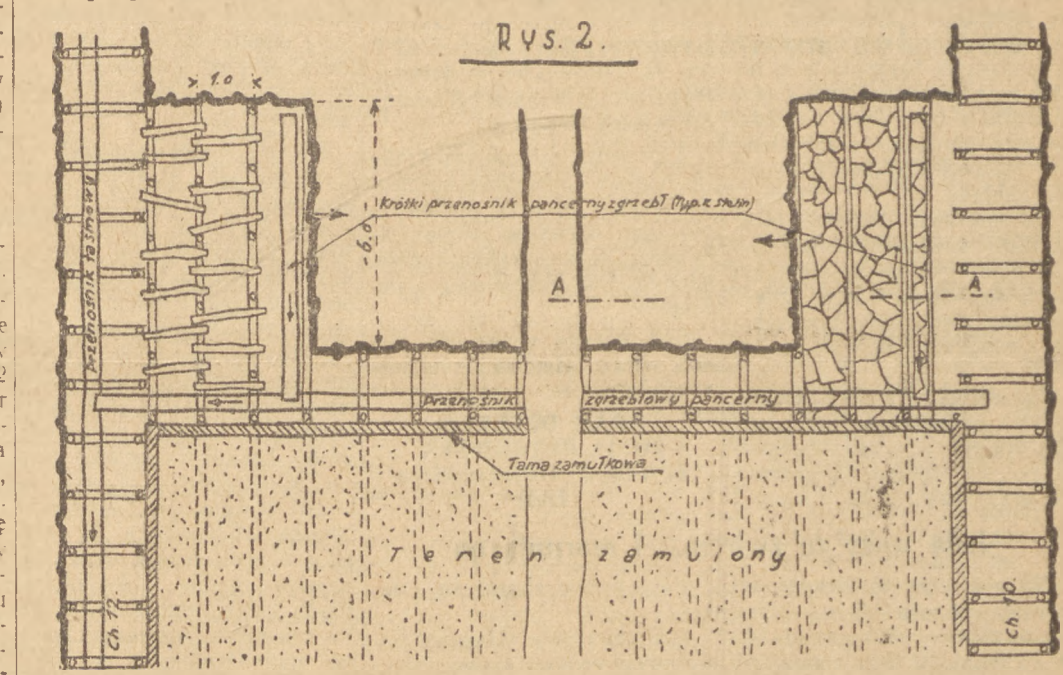 Rys. 2.
1.0
Przenośnik taśmowy
Krótki przenośnik pancerny zgrzebł. (Typ. z. Stalin)
6.0
A
A
Przenośnik zgrzebłowy pancerny
Tama zamułkowa
Teren zamulony
Ch 12
Ch. 10